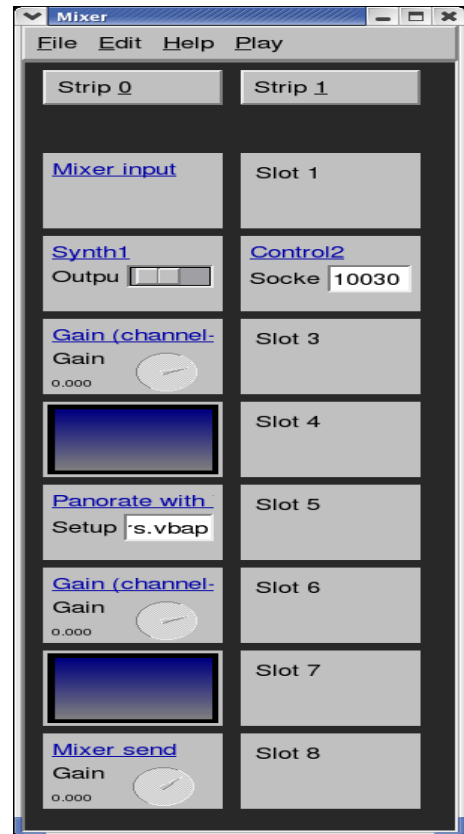 Mixer
File Edit Help Play
Strip 0
Strip 1
Mixer input
Slot 1
Synth1
Outpu
Control2
Socke 10030
Gain (channel-
Gain
0.000
Slot 3
Slot 4
Panorate with
Setup s.vbap
Slot 5
Gain (channel-
Gain
0.000
Slot 6
Slot 7
Mixer send
Gain
0.000
Slot 8